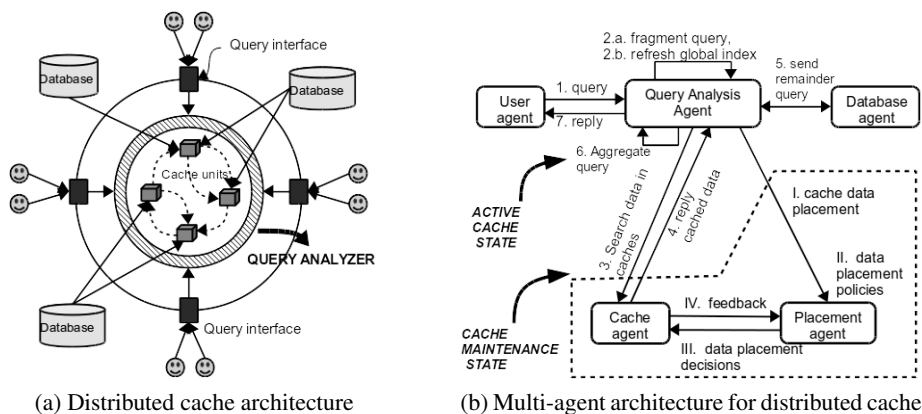 Query interface
Database
Database
Cache units
QUERY ANALYZER
Database
Query interface
(a) Distributed cache architecture
2.a. fragment query,
2.b. refresh global index
5. send
remainder
query
1. query
User
agent
Query Analysis
Agent
Database
agent
7. reply
6. Aggregate
query
ACTIVE
CACHE
STATE
3. Search data in
caches
4. reply
cached data
I. cache data
placement
II. data
placement
policies
CACHE
MAINTENANCE
STATE
Cache
agent
IV. feedback
Placement
agent
III. data placement
decisions
(b) Multi-agent architecture for distributed cache